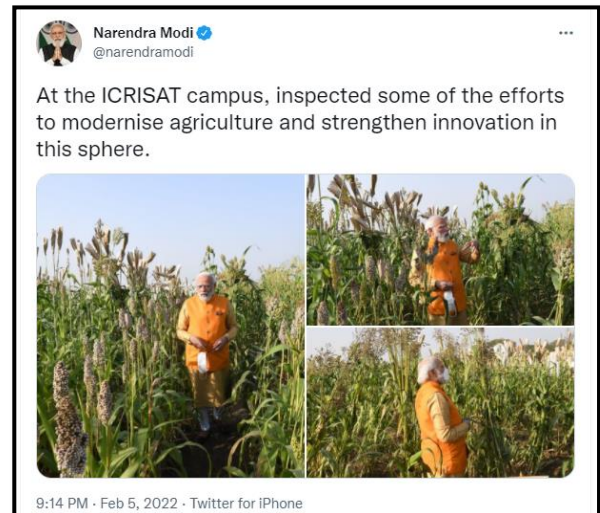 Narendra Modi
@narendramodi
At the ICRISAT campus, inspected some of the efforts
to modernise agriculture and strengthen innovation in
this sphere.
9:14 PM · Feb 5, 2022 · Twitter for iPhone